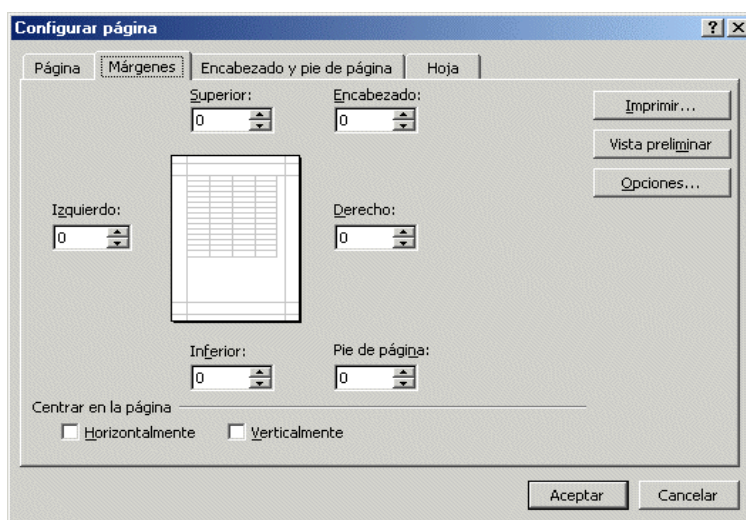 Configurar página
Página Márgenes Encabezado y pie de página Hoja
Superior: Encabezado:
0 0
Imprimir...
Vista preliminar
Opciones...
Izquierdo: Derecho:
0 0
Inferior: Pie de página:
0 0
Centrar en la página
Horizontalmente Verticalmente
Aceptar Cancelar